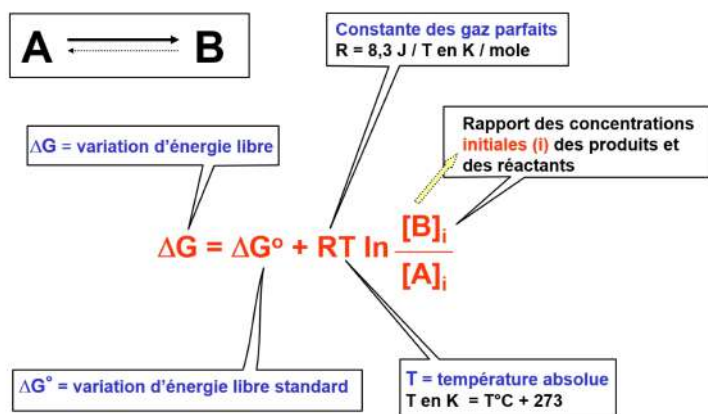 A B
Constante des gaz parfaits
R = 8,3 J / T en K / mole
Rapport des concentrations
initiales (i) des produits et
des réactants
ΔG = variation d'énergie libre
ΔG = ΔG° + RT ln [B]i
[A]i
ΔG° = variation d'énergie libre standard
T = température absolue
T en K = T°C + 273